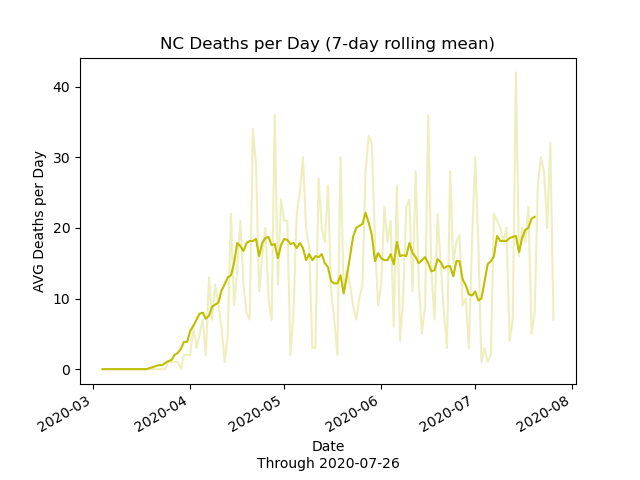 NC Deaths per Day (7-day rolling mean)
AVG Deaths per Day
40
30
20
10
0
2020-03
2020-04
2020-05
2020-06
2020-07
2020-08
Date
Through 2020-07-26